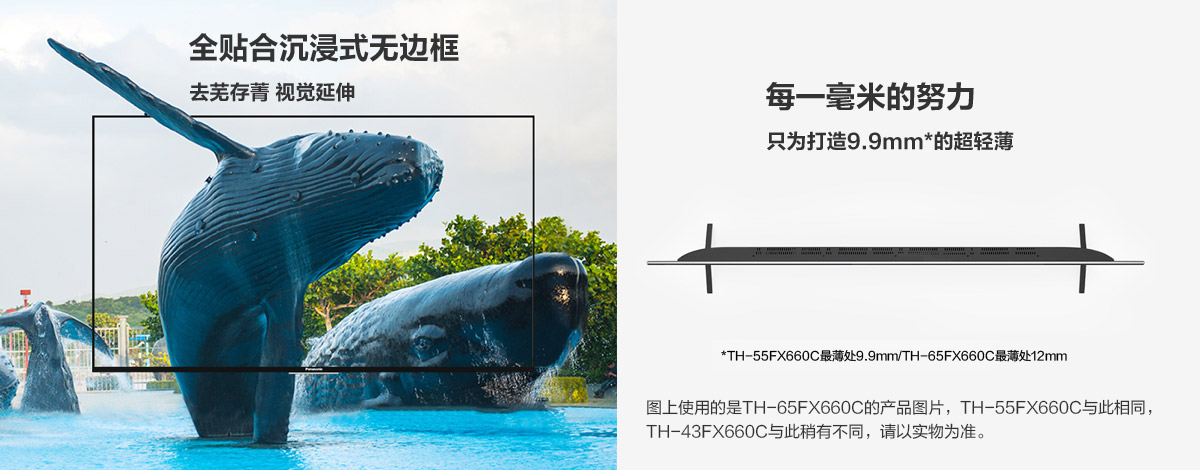 全贴合沉浸式无边框
去芜存菁 视觉延伸
Panasonic
每一毫米的努力
只为打造9.9mm*的超轻薄
*TH-55FX660C最薄处9.9mm/TH-65FX660C最薄处12mm
图上使用的是TH-65FX660C的产品图片，TH-55FX660C与此相同，
TH-43FX660C与此稍有不同，请以实物为准。